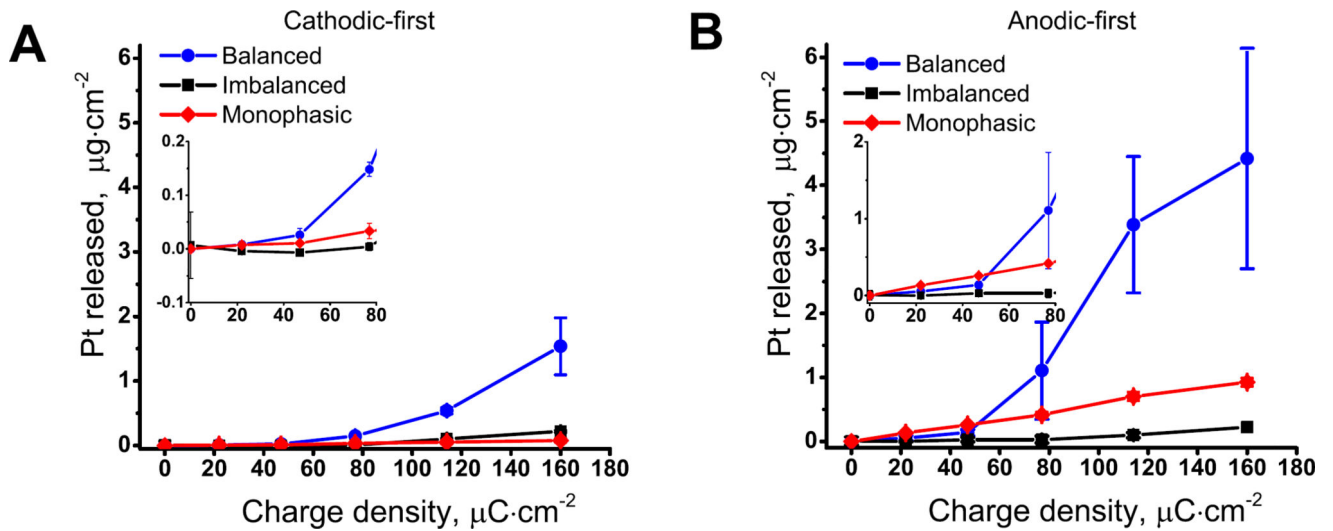 A
Cathodic-first
Balanced
Imbalanced
Monophasic
Pt released, μg·cm⁻²
6
5
4
3
2
1
0
0.2
0.1
0.0
-0.1
0 20 40 60 80
0 20 40 60 80 100 120 140 160 180
Charge density, μC·cm⁻²
B
Anodic-first
Balanced
Imbalanced
Monophasic
Pt released, μg·cm⁻²
6
5
4
3
2
1
0
2
1
0
0 20 40 60 80
0 20 40 60 80 100 120 140 160 180
Charge density, μC·cm⁻²